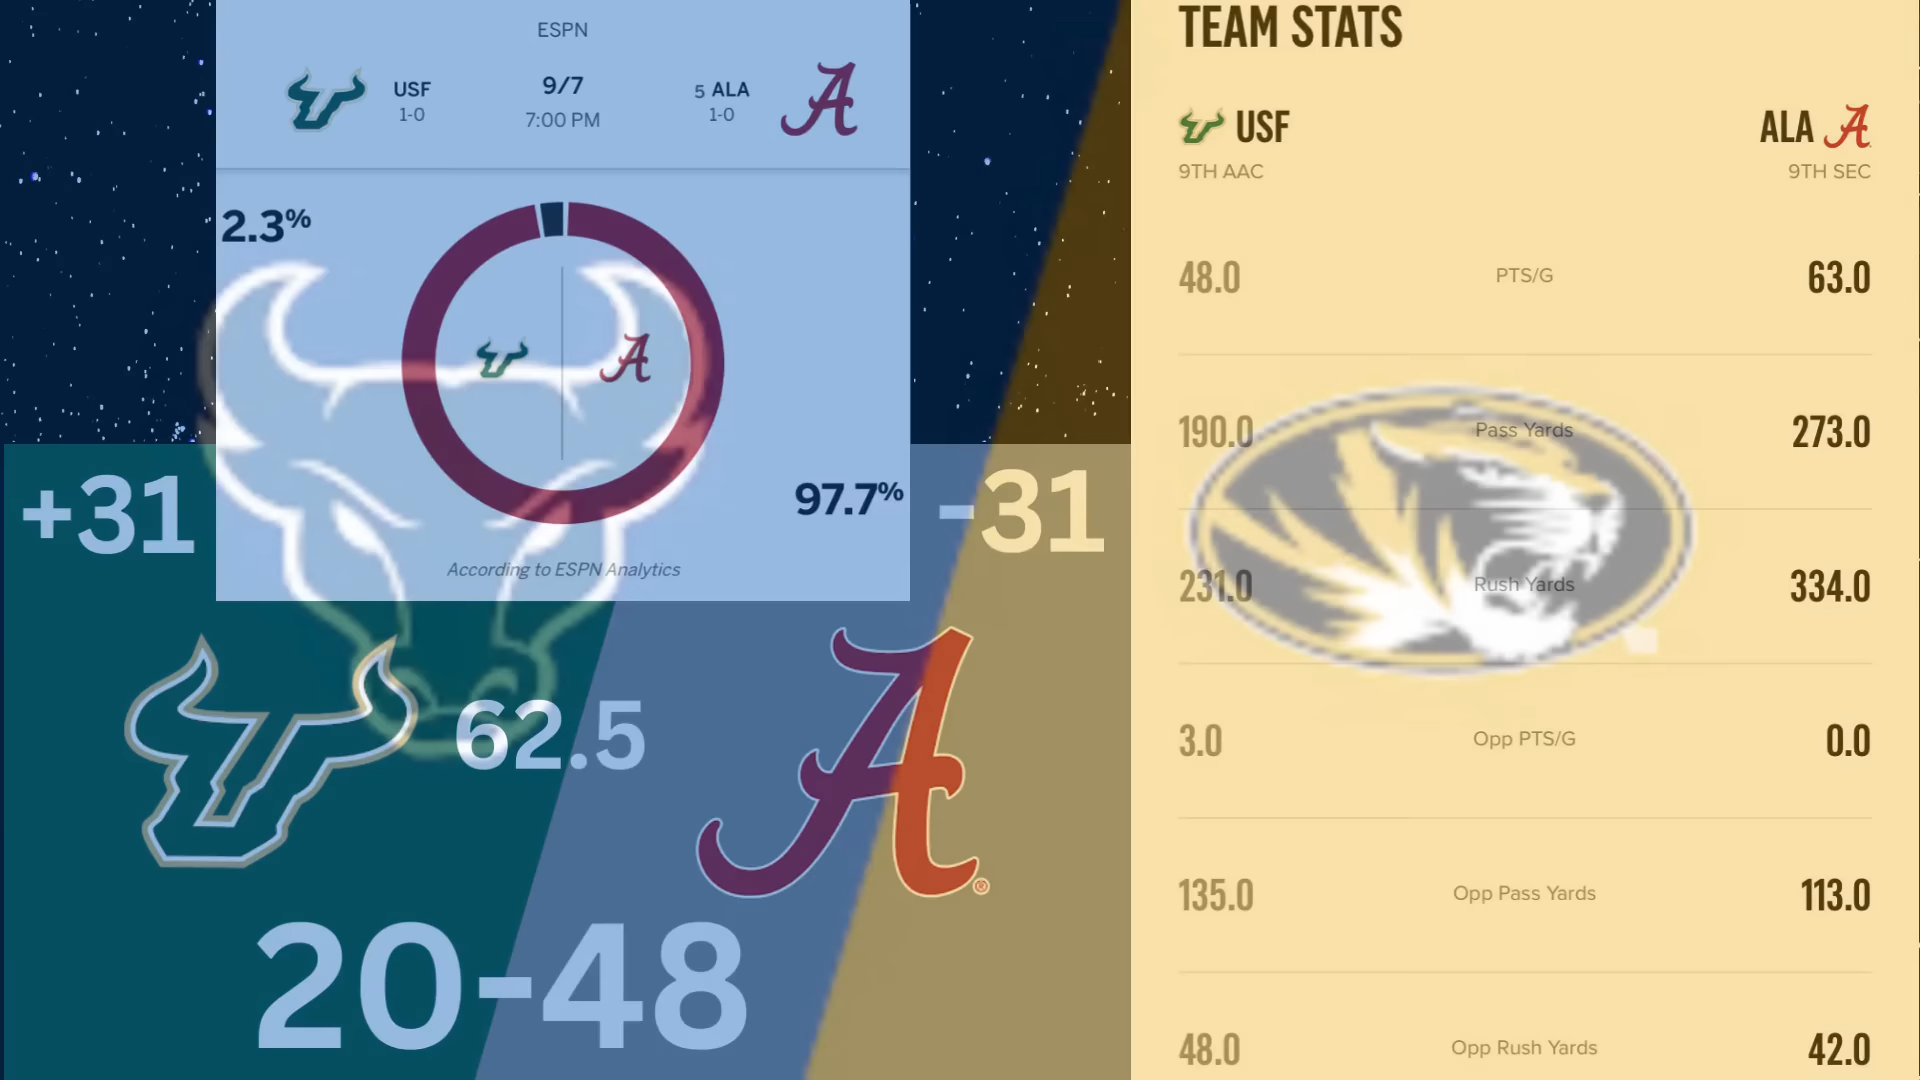 ESPN
USF
1-0
9/7
7:00 PM
5 ALA
1-0
2.3%
97.7%
According to ESPN Analytics
+31
-31
62.5
20-48
TEAM STATS
USF
ALA
9TH AAC
9TH SEC
48.0 PTS/G 63.0
190.0 Pass Yards 273.0
231.0 Rush Yards 334.0
3.0 Opp PTS/G 0.0
135.0 Opp Pass Yards 113.0
48.0 Opp Rush Yards 42.0